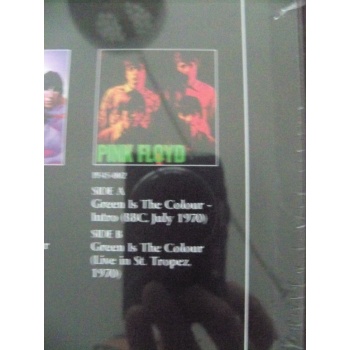 PINK FLOYD
SIDE A
Green Is The Colour -
Intro (BBC, July 1970)
SIDE B
Green Is The Colour
(Live in St. Tropez,
1970)